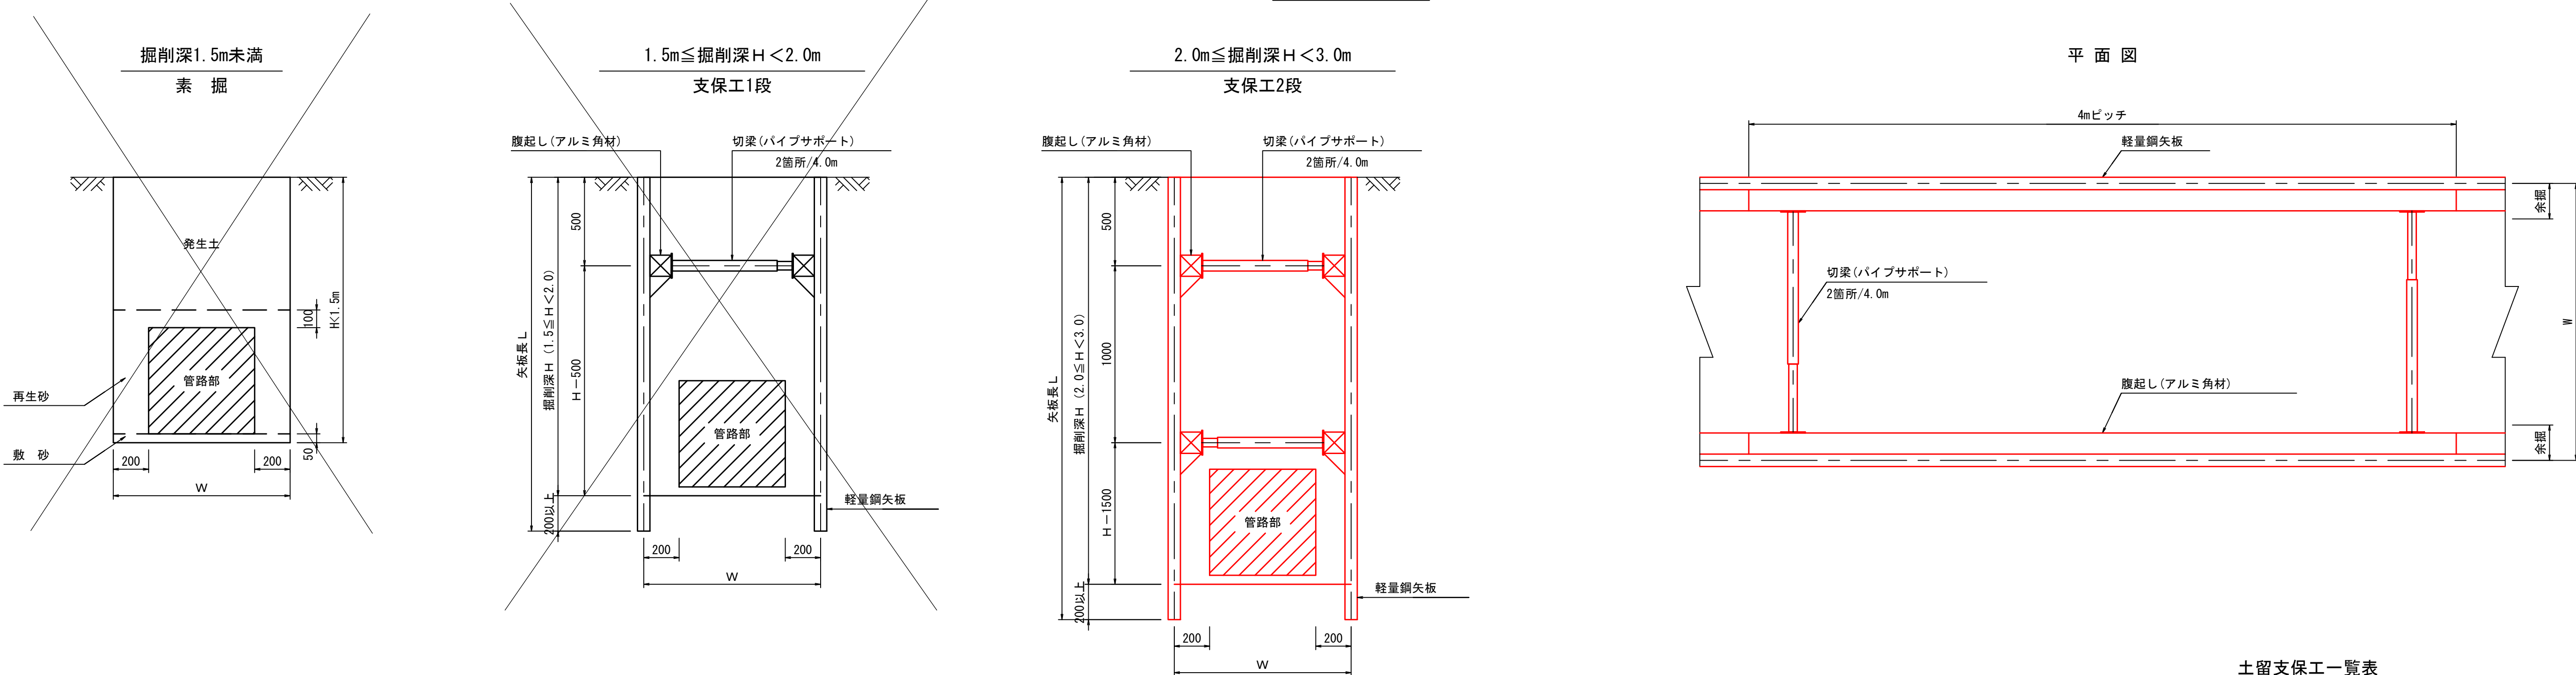 掘削深1.5m未満
素　掘
発生土
管路部
再生砂
敷　砂
100
H<1.5m
50
200
200
W
1.5m≦掘削深H<2.0m
支保工1段
腹起し(アルミ角材)
切梁(パイプサポート)
2箇所/4.0m
500
H-500
掘削深H (1.5≦H<2.0)
矢板長L
200以上
管路部
軽量鋼矢板
200
200
W
2.0m≦掘削深H<3.0m
支保工2段
腹起し(アルミ角材)
切梁(パイプサポート)
2箇所/4.0m
500
1000
H-1500
掘削深H (2.0≦H<3.0)
矢板長L
200以上
管路部
軽量鋼矢板
200
200
W
平 面 図
4mピッチ
軽量鋼矢板
余掘
切梁(パイプサポート)
2箇所/4.0m
W
腹起し(アルミ角材)
余掘
土留支保工一覧表